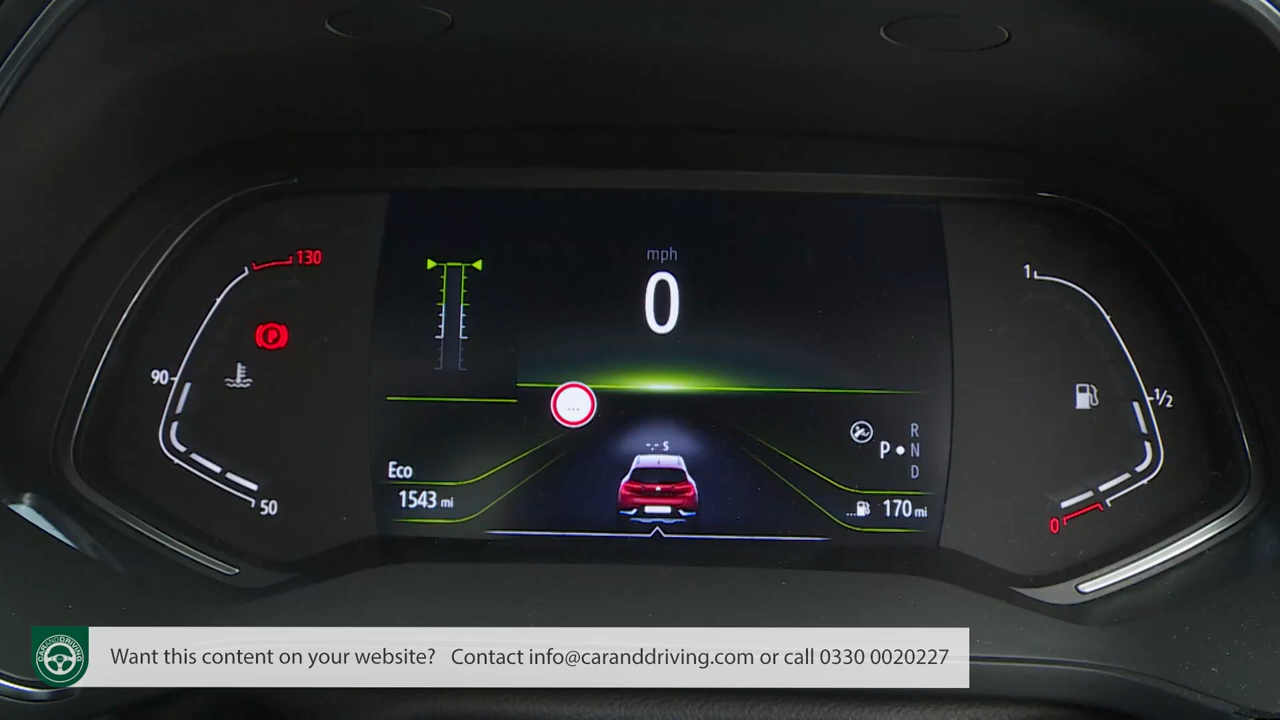 mph
0
130
P
90
50
1
1/2
0
...
-.- s
R
P • N
D
Eco
1543 mi
...
170 mi
CARANDDRIVING
Want this content on your website? Contact info@caranddriving.com or call 0330 0020227